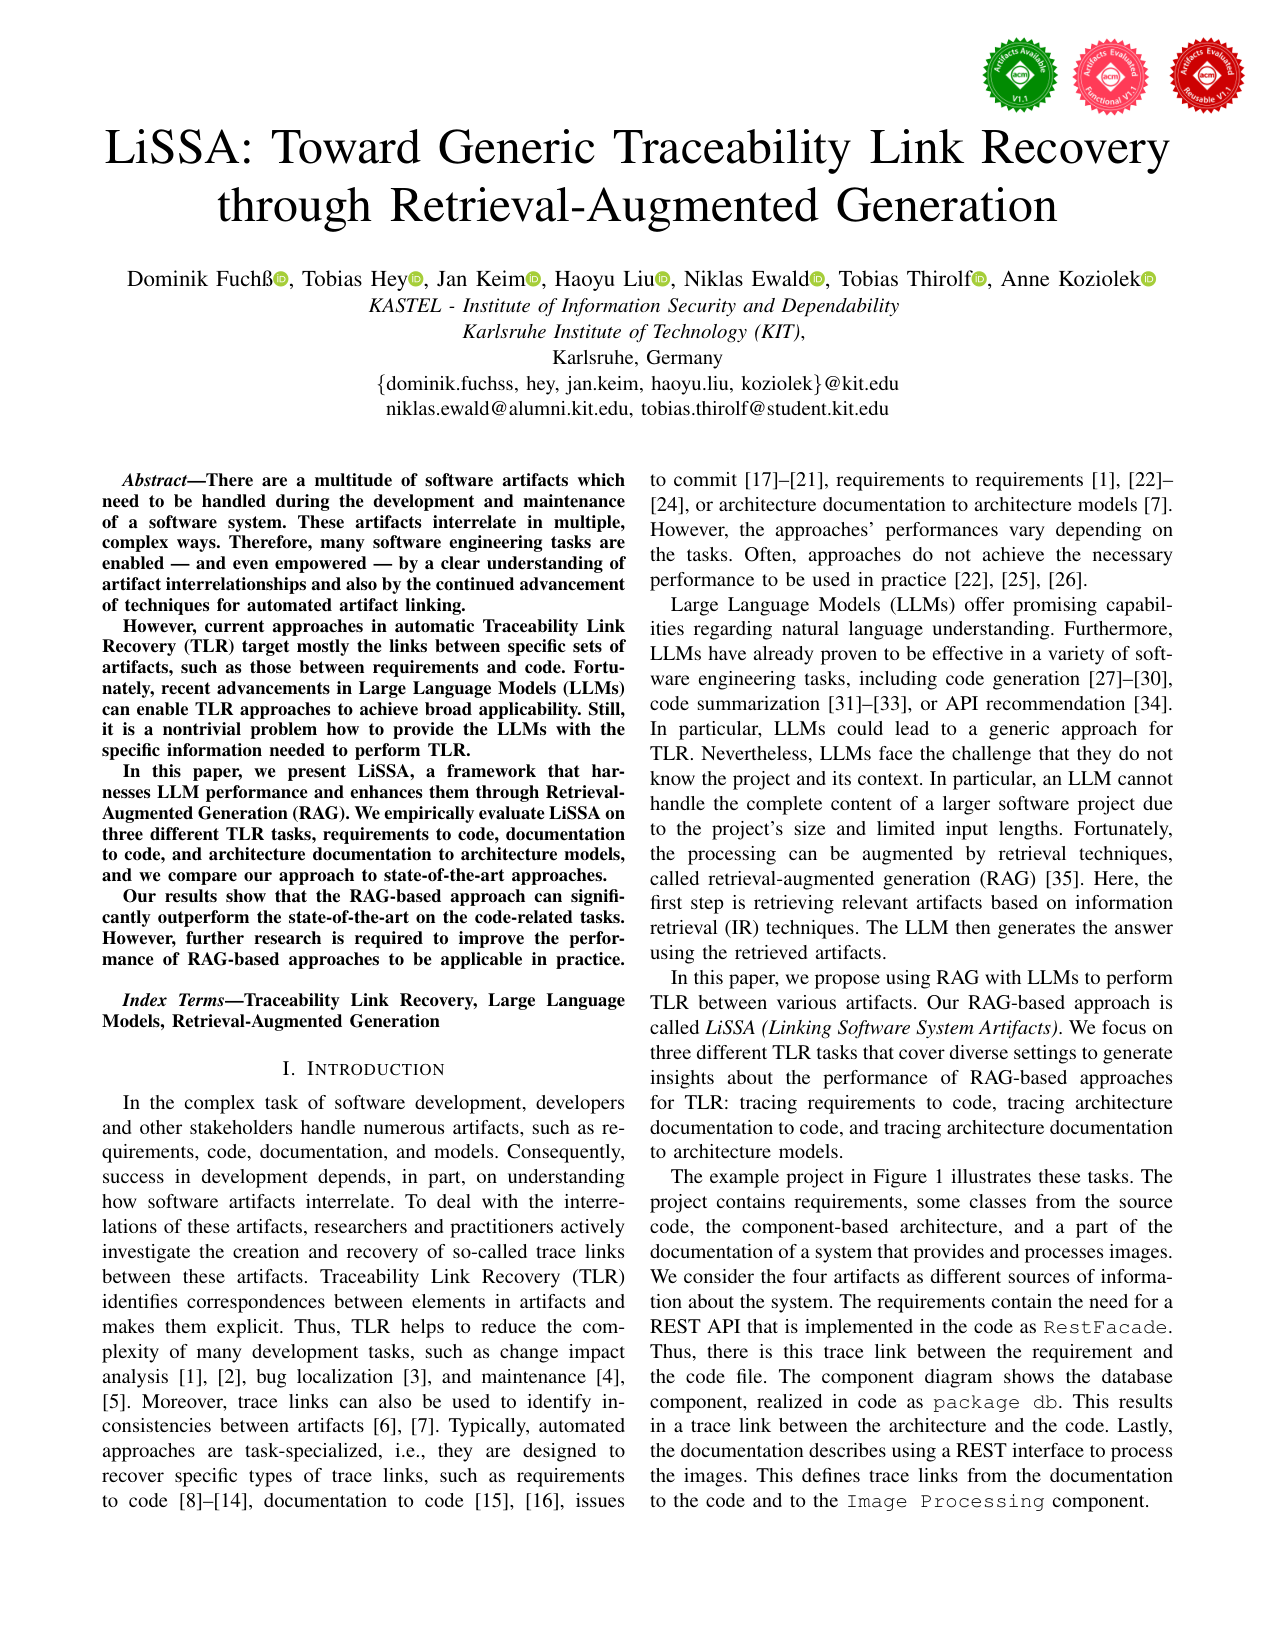 Artifacts Available
acm
V1.1
Artifacts Evaluated
acm
Functional V1.1
Artifacts Evaluated
acm
Reusable V1.1
LiSSA: Toward Generic Traceability Link Recovery
through Retrieval-Augmented Generation
Dominik Fuchß iD, Tobias Hey iD, Jan Keim iD, Haoyu Liu iD, Niklas Ewald iD, Tobias Thirolf iD, Anne Koziolek iD
KASTEL - Institute of Information Security and Dependability
Karlsruhe Institute of Technology (KIT),
Karlsruhe, Germany
{dominik.fuchss, hey, jan.keim, haoyu.liu, koziolek}@kit.edu
niklas.ewald@alumni.kit.edu, tobias.thirolf@student.kit.edu
Abstract—There are a multitude of software artifacts which
need to be handled during the development and maintenance
of a software system. These artifacts interrelate in multiple,
complex ways. Therefore, many software engineering tasks are
enabled — and even empowered — by a clear understanding of
artifact interrelationships and also by the continued advancement
of techniques for automated artifact linking.
However, current approaches in automatic Traceability Link
Recovery (TLR) target mostly the links between specific sets of
artifacts, such as those between requirements and code. Fortu-
nately, recent advancements in Large Language Models (LLMs)
can enable TLR approaches to achieve broad applicability. Still,
it is a nontrivial problem how to provide the LLMs with the
specific information needed to perform TLR.
In this paper, we present LiSSA, a framework that har-
nesses LLM performance and enhances them through Retrieval-
Augmented Generation (RAG). We empirically evaluate LiSSA on
three different TLR tasks, requirements to code, documentation
to code, and architecture documentation to architecture models,
and we compare our approach to state-of-the-art approaches.
Our results show that the RAG-based approach can signifi-
cantly outperform the state-of-the-art on the code-related tasks.
However, further research is required to improve the perfor-
mance of RAG-based approaches to be applicable in practice.
Index Terms—Traceability Link Recovery, Large Language
Models, Retrieval-Augmented Generation
I. INTRODUCTION
In the complex task of software development, developers
and other stakeholders handle numerous artifacts, such as re-
quirements, code, documentation, and models. Consequently,
success in development depends, in part, on understanding
how software artifacts interrelate. To deal with the interre-
lations of these artifacts, researchers and practitioners actively
investigate the creation and recovery of so-called trace links
between these artifacts. Traceability Link Recovery (TLR)
identifies correspondences between elements in artifacts and
makes them explicit. Thus, TLR helps to reduce the com-
plexity of many development tasks, such as change impact
analysis [1], [2], bug localization [3], and maintenance [4],
[5]. Moreover, trace links can also be used to identify in-
consistencies between artifacts [6], [7]. Typically, automated
approaches are task-specialized, i.e., they are designed to
recover specific types of trace links, such as requirements
to code [8]–[14], documentation to code [15], [16], issues
to commit [17]–[21], requirements to requirements [1], [22]–
[24], or architecture documentation to architecture models [7].
However, the approaches' performances vary depending on
the tasks. Often, approaches do not achieve the necessary
performance to be used in practice [22], [25], [26].
Large Language Models (LLMs) offer promising capabil-
ities regarding natural language understanding. Furthermore,
LLMs have already proven to be effective in a variety of soft-
ware engineering tasks, including code generation [27]–[30],
code summarization [31]–[33], or API recommendation [34].
In particular, LLMs could lead to a generic approach for
TLR. Nevertheless, LLMs face the challenge that they do not
know the project and its context. In particular, an LLM cannot
handle the complete content of a larger software project due
to the project's size and limited input lengths. Fortunately,
the processing can be augmented by retrieval techniques,
called retrieval-augmented generation (RAG) [35]. Here, the
first step is retrieving relevant artifacts based on information
retrieval (IR) techniques. The LLM then generates the answer
using the retrieved artifacts.
In this paper, we propose using RAG with LLMs to perform
TLR between various artifacts. Our RAG-based approach is
called LiSSA (Linking Software System Artifacts). We focus on
three different TLR tasks that cover diverse settings to generate
insights about the performance of RAG-based approaches
for TLR: tracing requirements to code, tracing architecture
documentation to code, and tracing architecture documentation
to architecture models.
The example project in Figure 1 illustrates these tasks. The
project contains requirements, some classes from the source
code, the component-based architecture, and a part of the
documentation of a system that provides and processes images.
We consider the four artifacts as different sources of informa-
tion about the system. The requirements contain the need for a
REST API that is implemented in the code as RestFacade.
Thus, there is this trace link between the requirement and
the code file. The component diagram shows the database
component, realized in code as package db. This results
in a trace link between the architecture and the code. Lastly,
the documentation describes using a REST interface to process
the images. This defines trace links from the documentation
to the code and to the Image Processing component.